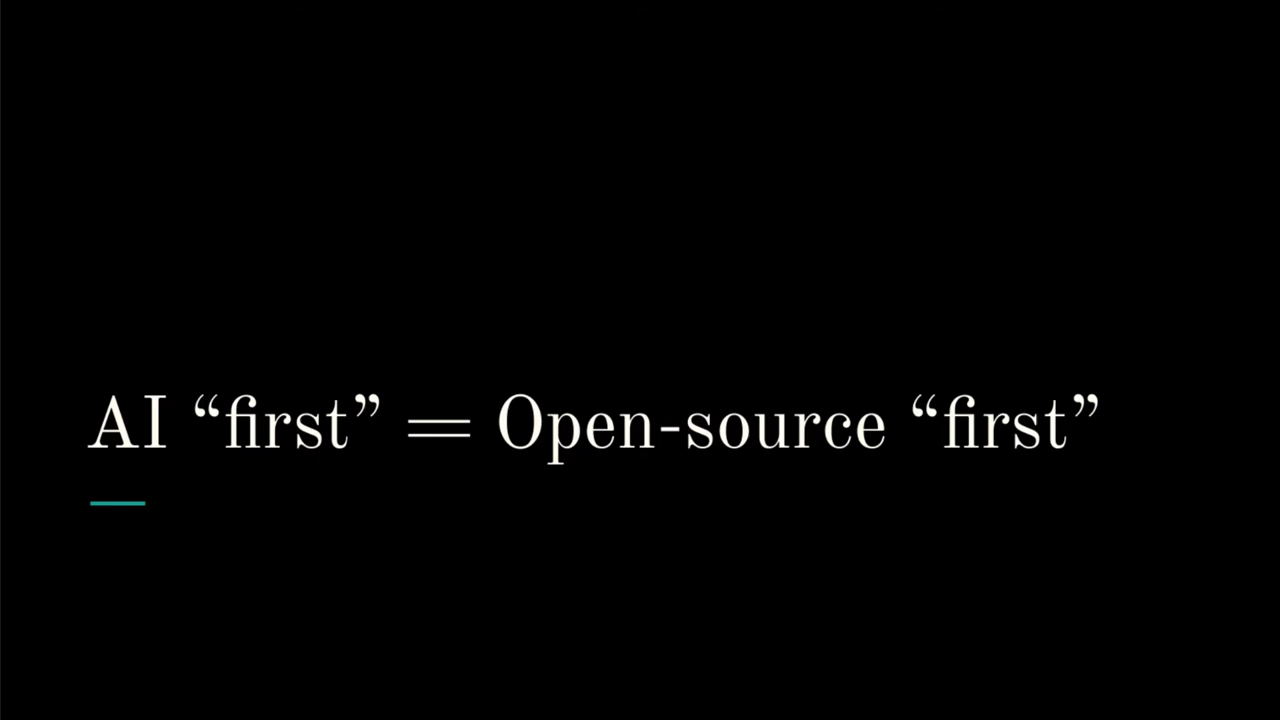 AI “first” = Open-source “first”